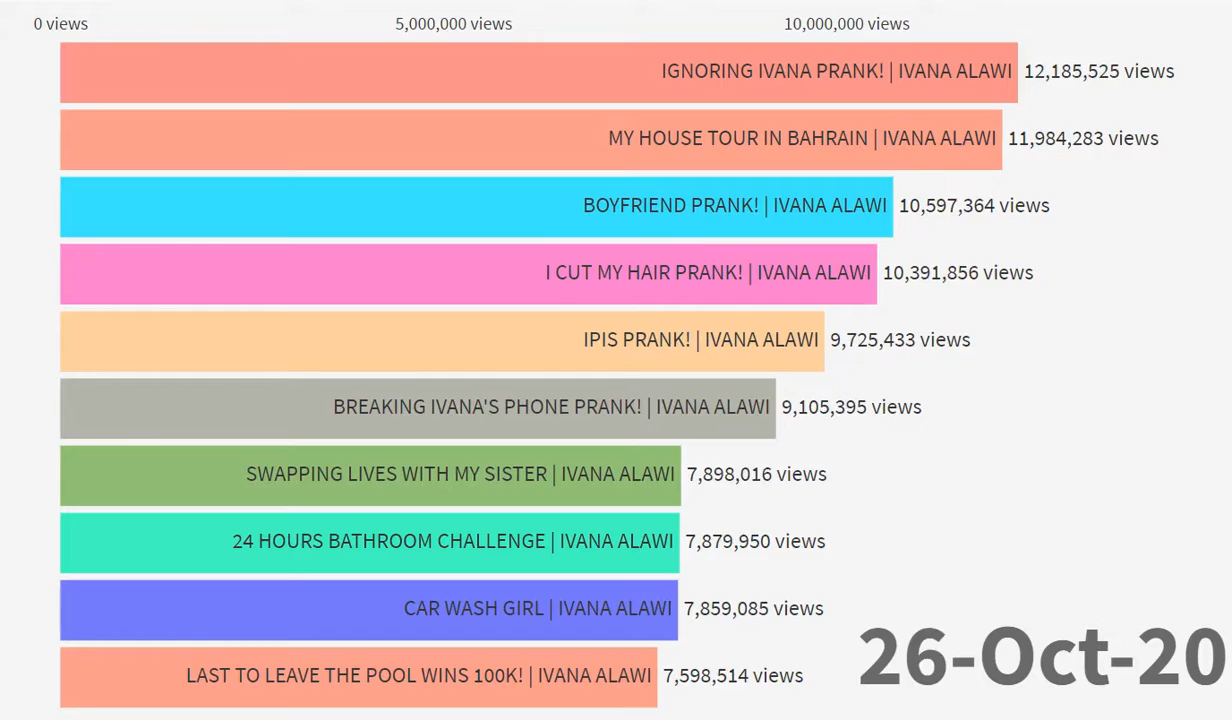 0 views 5,000,000 views 10,000,000 views
IGNORING IVANA PRANK! | IVANA ALAWI 12,185,525 views
MY HOUSE TOUR IN BAHRAIN | IVANA ALAWI 11,984,283 views
BOYFRIEND PRANK! | IVANA ALAWI 10,597,364 views
I CUT MY HAIR PRANK! | IVANA ALAWI 10,391,856 views
IPIS PRANK! | IVANA ALAWI 9,725,433 views
BREAKING IVANA'S PHONE PRANK! | IVANA ALAWI 9,105,395 views
SWAPPING LIVES WITH MY SISTER | IVANA ALAWI 7,898,016 views
24 HOURS BATHROOM CHALLENGE | IVANA ALAWI 7,879,950 views
CAR WASH GIRL | IVANA ALAWI 7,859,085 views
LAST TO LEAVE THE POOL WINS 100K! | IVANA ALAWI 7,598,514 views
26-Oct-20